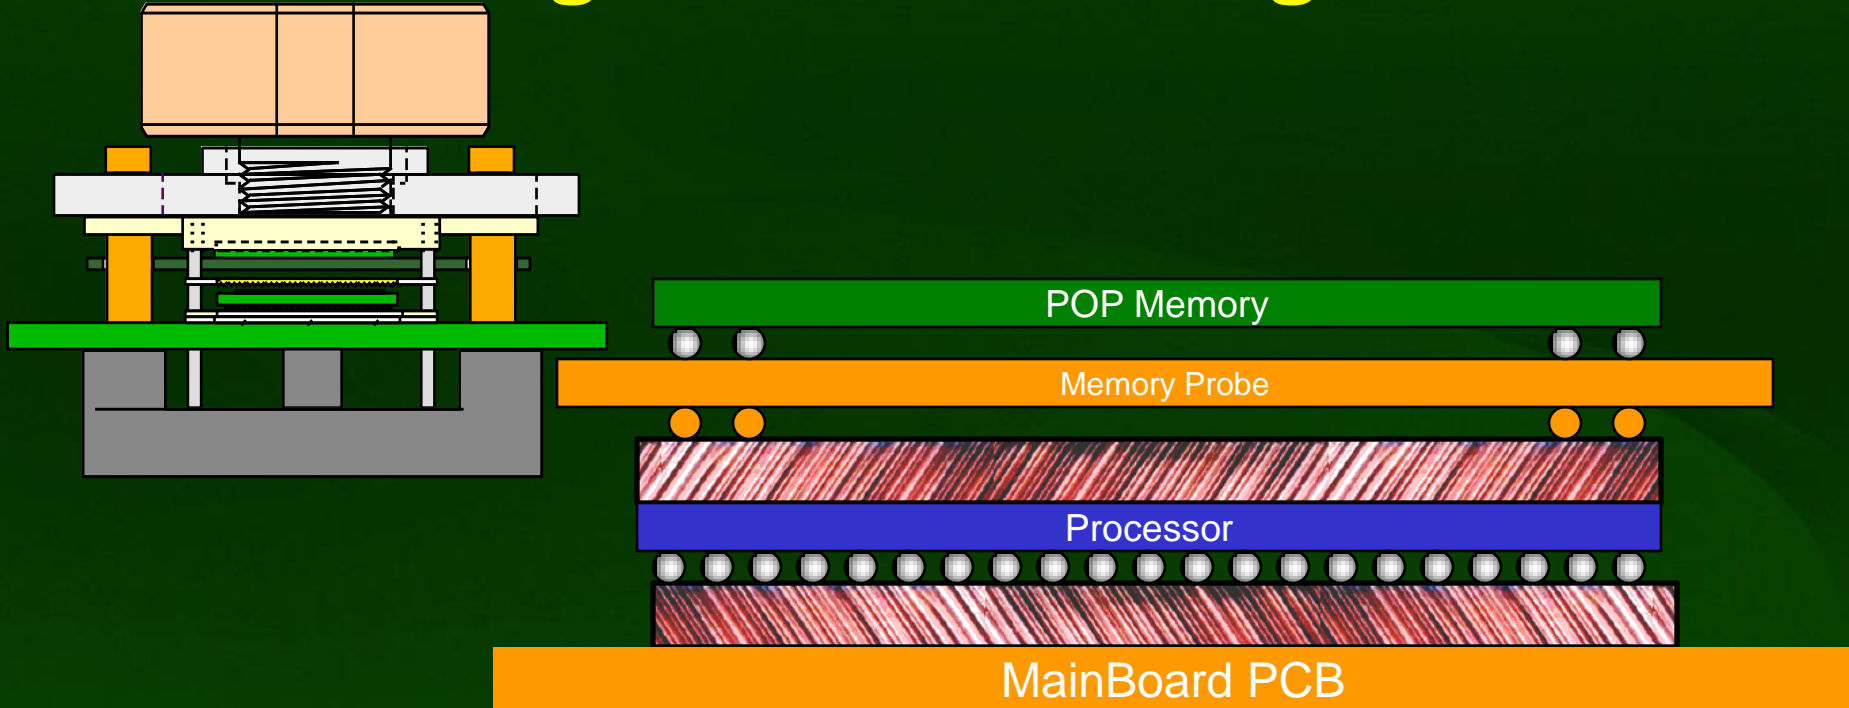 POP Memory
Memory Probe
Processor
MainBoard PCB